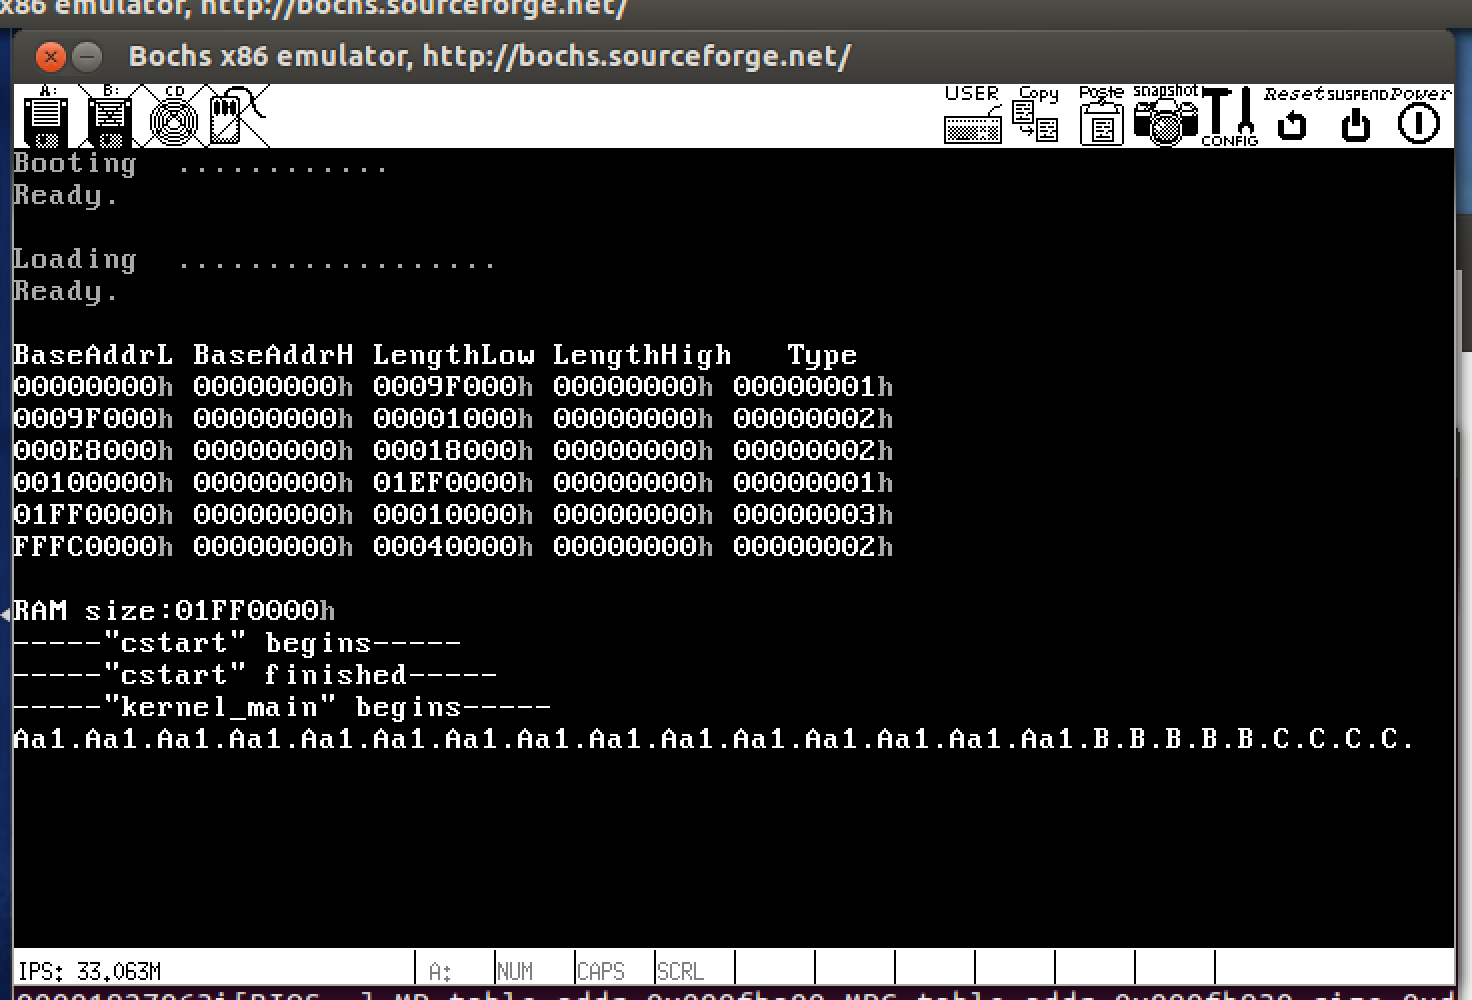 x86 emulator, http://bochs.sourceforge.net/
Bochs x86 emulator, http://bochs.sourceforge.net/
A: B: CD USER Copy Paste snapshot CONFIG Reset SUSPEND Power
Booting ............
Ready.
Loading ..................
Ready.
BaseAddrL BaseAddrH LengthLow LengthHigh Type
00000000h 00000000h 0009F000h 00000000h 00000001h
0009F000h 00000000h 00001000h 00000000h 00000002h
000E8000h 00000000h 00018000h 00000000h 00000002h
00100000h 00000000h 01EF0000h 00000000h 00000001h
01FF0000h 00000000h 00010000h 00000000h 00000003h
FFFC0000h 00000000h 00040000h 00000000h 00000002h
RAM size:01FF0000h
-----"cstart" begins-----
-----"cstart" finished-----
-----"kernel_main" begins-----
Aa1.Aa1.Aa1.Aa1.Aa1.Aa1.Aa1.Aa1.Aa1.Aa1.Aa1.Aa1.Aa1.Aa1.Aa1.B.B.B.B.B.C.C.C.C.
IPS: 33.063M A: NUM CAPS SCRL